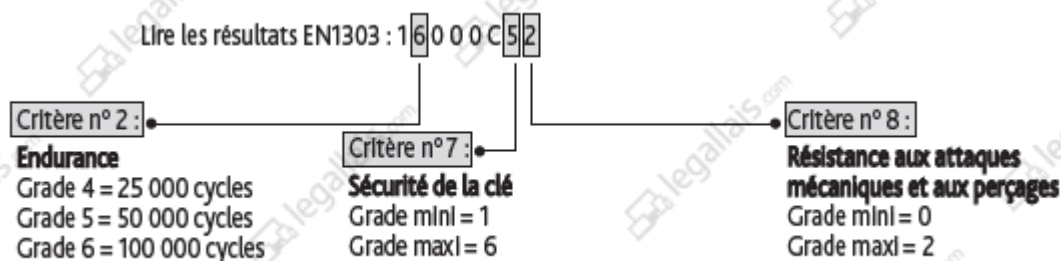 Lire les résultats EN1303 : 1 6 0 0 0 C 5 2
Critère n° 2 :
Endurance
Grade 4 = 25 000 cycles
Grade 5 = 50 000 cycles
Grade 6 = 100 000 cycles
Critère n° 7 :
Sécurité de la clé
Grade mini = 1
Grade maxi = 6
Critère n° 8 :
Résistance aux attaques
mécaniques et aux perçages
Grade mini = 0
Grade maxi = 2
legallais.com